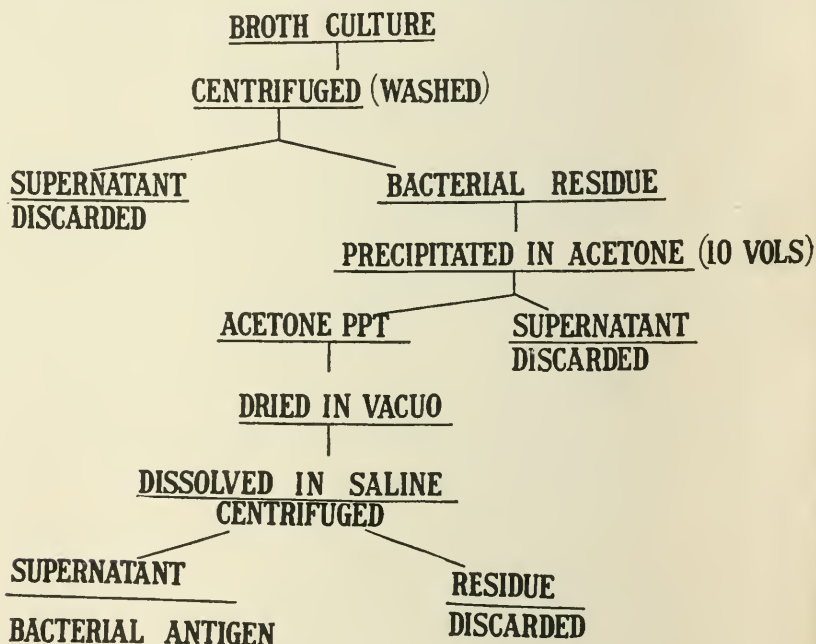 BROTH CULTURE
CENTRIFUGED (WASHED)
SUPERNATANT
DISCARDED
BACTERIAL RESIDUE
PRECIPITATED IN ACETONE (10 VOLS)
ACETONE PPT
SUPERNATANT
DISCARDED
DRIED IN VACUO
DISSOLVED IN SALINE
CENTRIFUGED
SUPERNATANT
BACTERIAL ANTIGEN
RESIDUE
DISCARDED